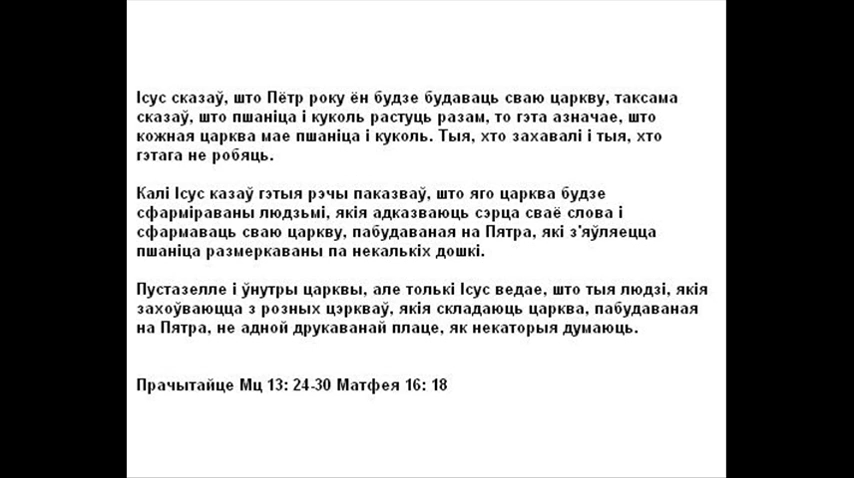 Ісус сказаў, што Пётр року ён будзе будаваць сваю царкву, таксама
сказаў, што пшаніца і куколь растуць разам, то гэта азначае, што
кожная царква мае пшаніца і куколь. Тыя, хто захавалі і тыя, хто
гэтага не робяць.
Калі Ісус казаў гэтыя рэчы паказваў, што яго царква будзе
сфарміраваны людзьмі, якія адказваюць сэрца сваё слова і
сфармаваць сваю царкву, пабудаваная на Пятра, які з'яўляецца
пшаніца размеркаваны па некалькіх дошкі.
Пустазелле і ўнутры царквы, але толькі Ісус ведае, што тыя людзі, якія
захоўваюцца з розных цэркваў, якія складаюць царква, пабудаваная
на Пятра, не адной друкаванай плаце, як некаторыя думаюць.
Прачытайце Мц 13: 24-30 Матфея 16: 18